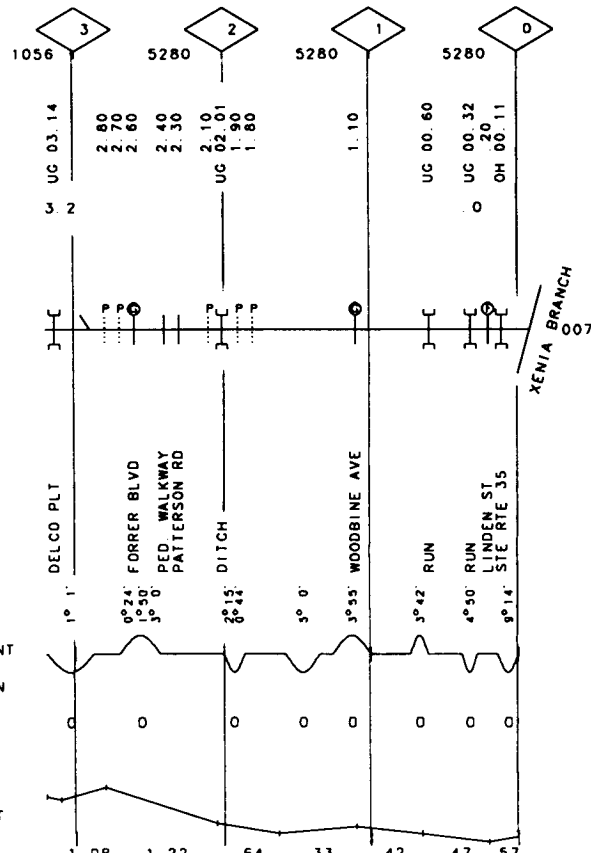 3 2 1 0
1056 5280 5280 5280
UG 03.14
2.80
2.70
2.60
2.40
2.30
2.10
UG 02.01
1.90
1.80
1.10
UG 00.60
UG 00.32
.20
OH 00.11
3.2 0
P P G P P P G F
XENIA BRANCH
007
DELCO PLT
FORRER BLVD
PED. WALKWAY
PATTERSON RD
DITCH
WOODBINE AVE
RUN
RUN
LINDEN ST
STE RTE 35
1° 1'
0°24'
1°50'
3° 0'
2°15'
0°44'
3°55'
3°42'
4°50'
9°14'
NT
N
0 0 0 0 0 0 0 0
T
1.08 1.22 .64 .33 .42 .47 .57